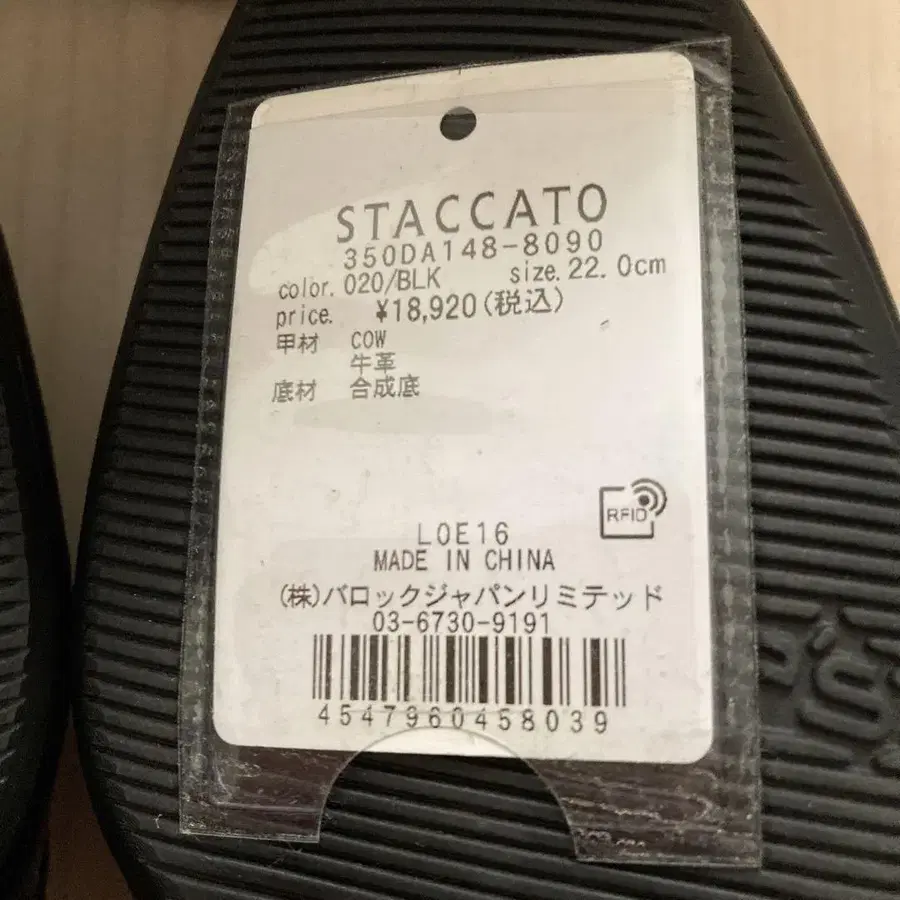 STACCATO
350DA148-8090
color. 020/BLK size. 22.0cm
price. ¥18,920(税込)
甲材 COW
牛革
底材 合成底
RFID
LOE16
MADE IN CHINA
(株)バロックジャパンリミテッド
03-6730-9191
4547960458039